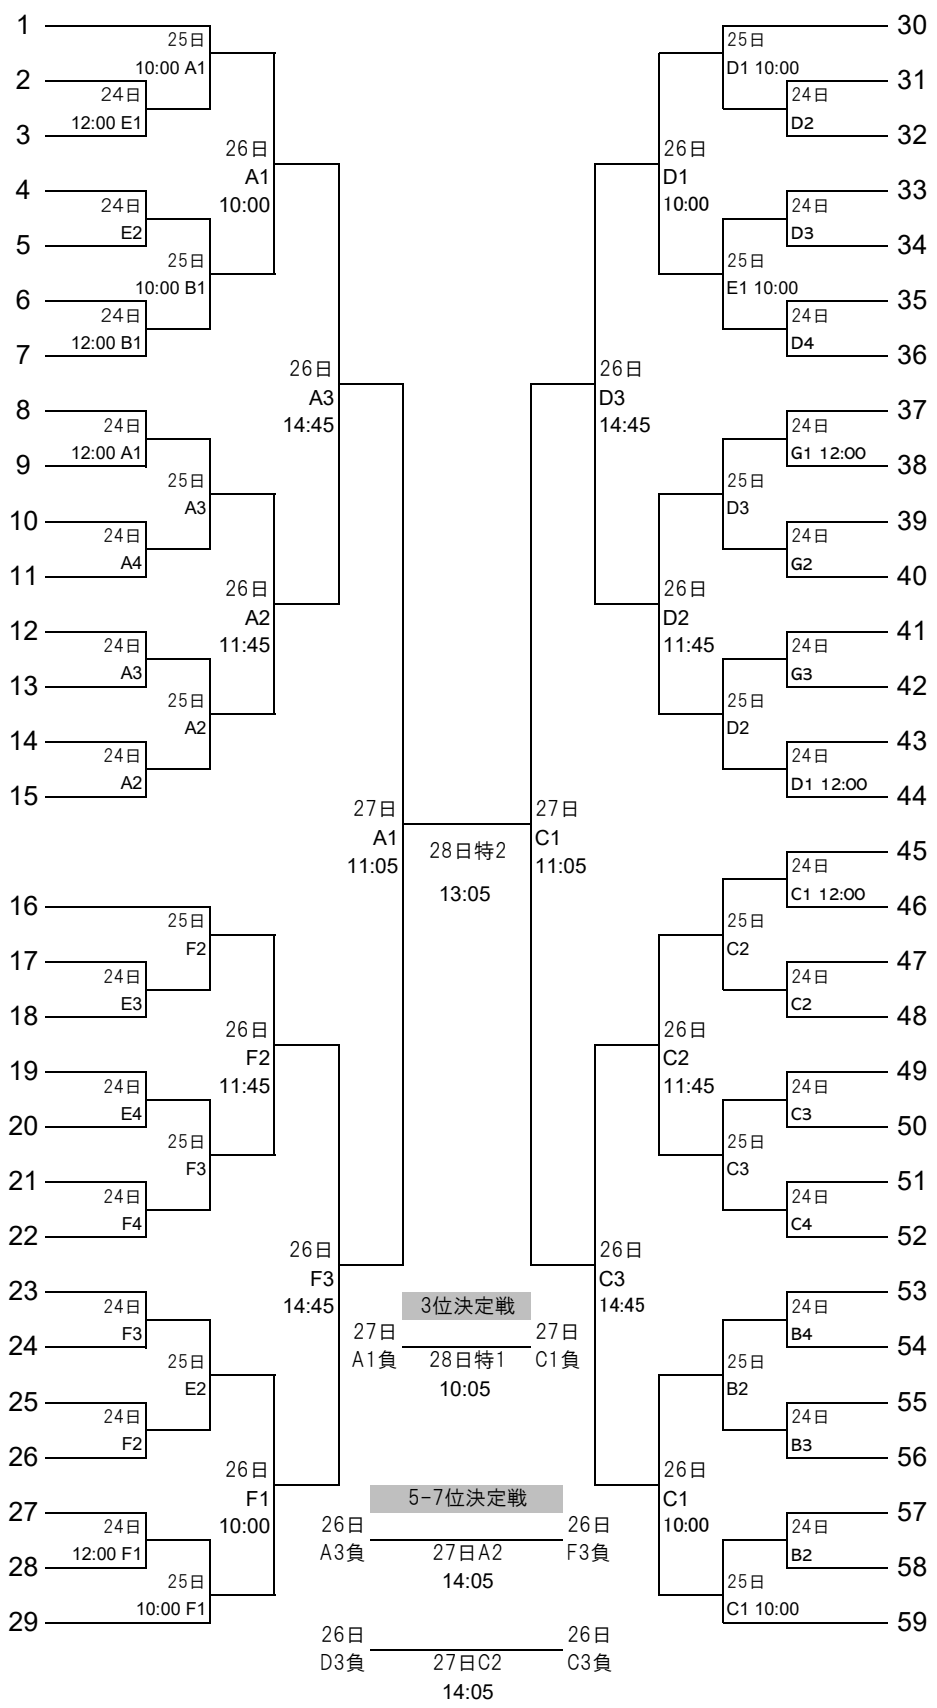 1
25日
10:00 A1
2
24日
12:00 E1
3
26日
A1
10:00
4
24日
E2
5
25日
10:00 B1
6
24日
12:00 B1
7
26日
A3
14:45
8
24日
12:00 A1
9
25日
A3
10
24日
A4
11
26日
A2
11:45
12
24日
A3
13
25日
A2
14
24日
A2
15
27日
A1
11:05
16
25日
F2
17
24日
E3
18
26日
F2
11:45
19
24日
E4
20
25日
F3
21
24日
F4
22
26日
F3
14:45
23
24日
F3
24
25日
E2
25
24日
F2
26
26日
F1
10:00
27
24日
12:00 F1
28
25日
10:00 F1
29
28日特2
13:05
3位決定戦
27日
A1負
28日特1
10:05
27日
C1負
5-7位決定戦
26日
A3負
27日A2
14:05
26日
F3負
26日
D3負
27日C2
14:05
26日
C3負
30
25日
D1 10:00
31
24日
D2
32
26日
D1
10:00
33
24日
D3
34
25日
E1 10:00
35
24日
D4
36
26日
D3
14:45
37
24日
G1 12:00
38
25日
D3
39
24日
G2
40
26日
D2
11:45
41
24日
G3
42
25日
D2
43
24日
D1 12:00
44
27日
C1
11:05
45
24日
C1 12:00
46
25日
C2
47
24日
C2
48
26日
C2
11:45
49
24日
C3
50
25日
C3
51
24日
C4
52
26日
C3
14:45
53
24日
B4
54
25日
B2
55
24日
B3
56
26日
C1
10:00
57
24日
B2
58
25日
C1 10:00
59